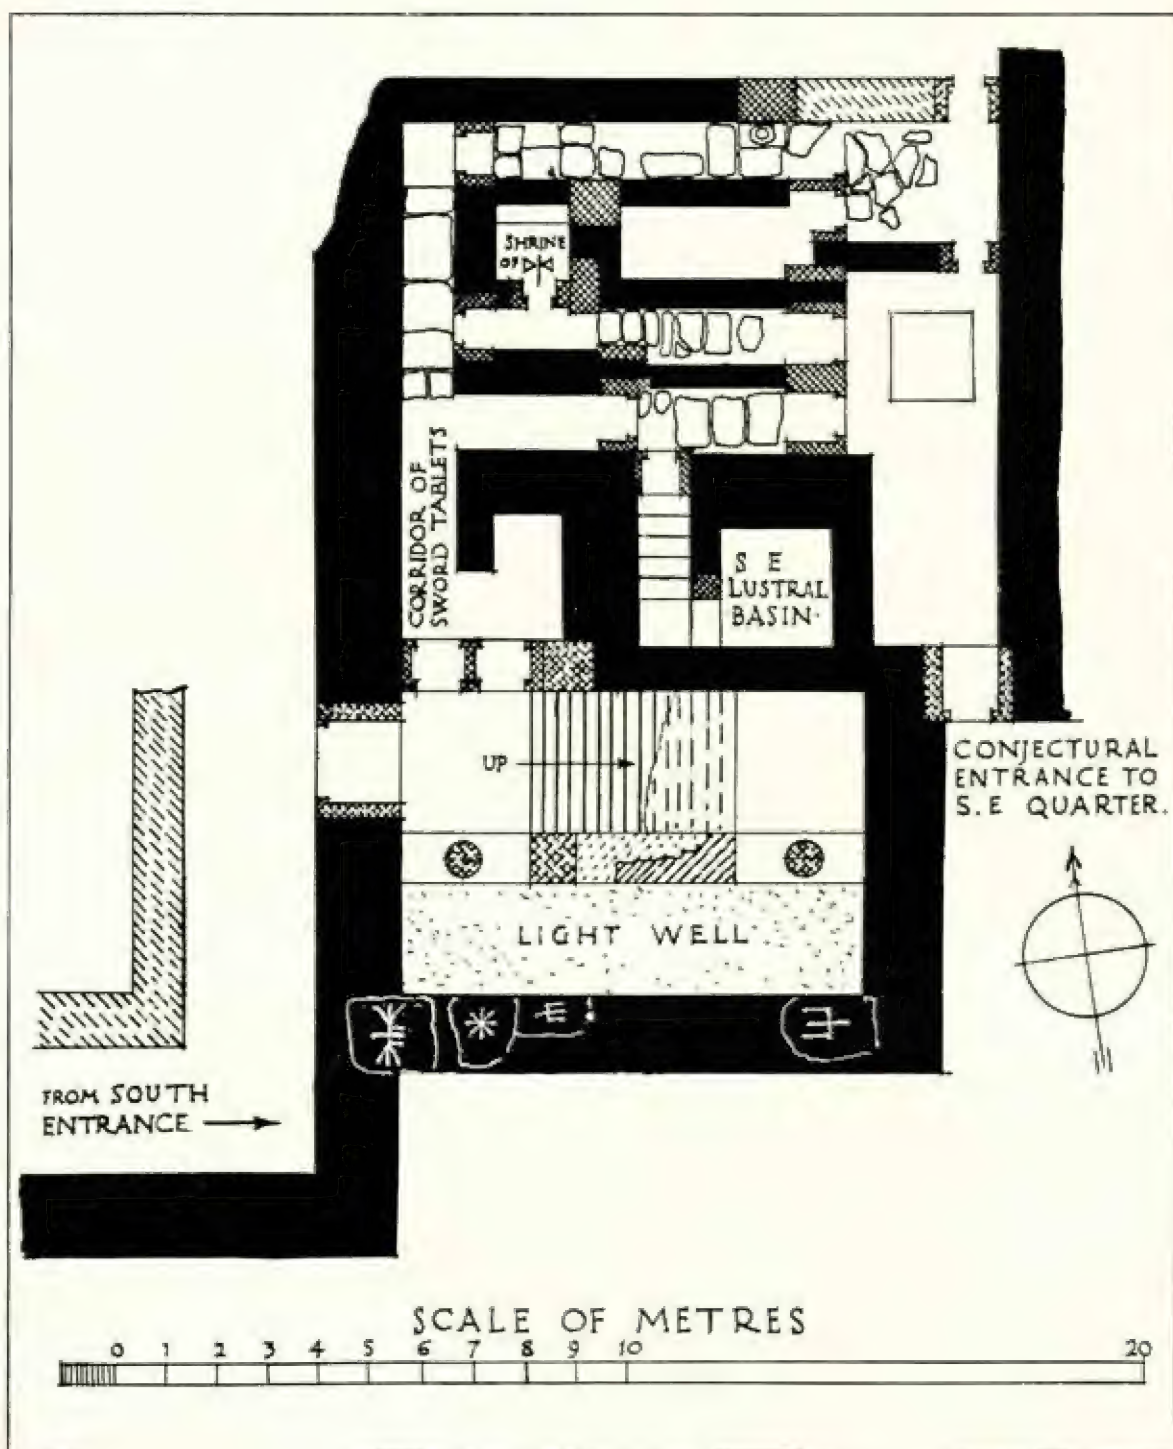 SHRINE
OF
CORRIDOR OF
SWORD TABLETS
S E
LUSTRAL
BASIN.
UP
CONJECTURAL
ENTRANCE TO
S.E QUARTER.
LIGHT WELL
FROM SOUTH
ENTRANCE
SCALE OF METRES
0 1 2 3 4 5 6 7 8 9 10 20